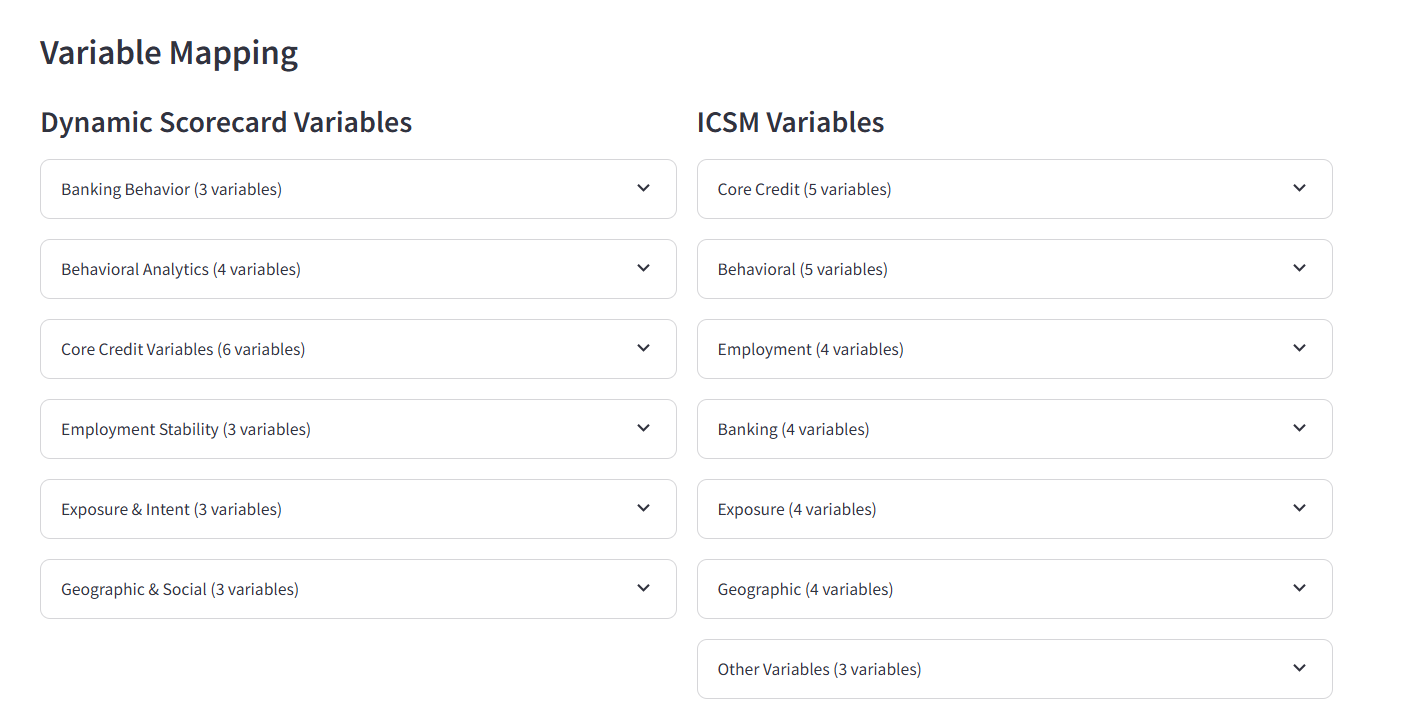 Variable Mapping
Dynamic Scorecard Variables
Banking Behavior (3 variables)
Behavioral Analytics (4 variables)
Core Credit Variables (6 variables)
Employment Stability (3 variables)
Exposure & Intent (3 variables)
Geographic & Social (3 variables)
ICSM Variables
Core Credit (5 variables)
Behavioral (5 variables)
Employment (4 variables)
Banking (4 variables)
Exposure (4 variables)
Geographic (4 variables)
Other Variables (3 variables)